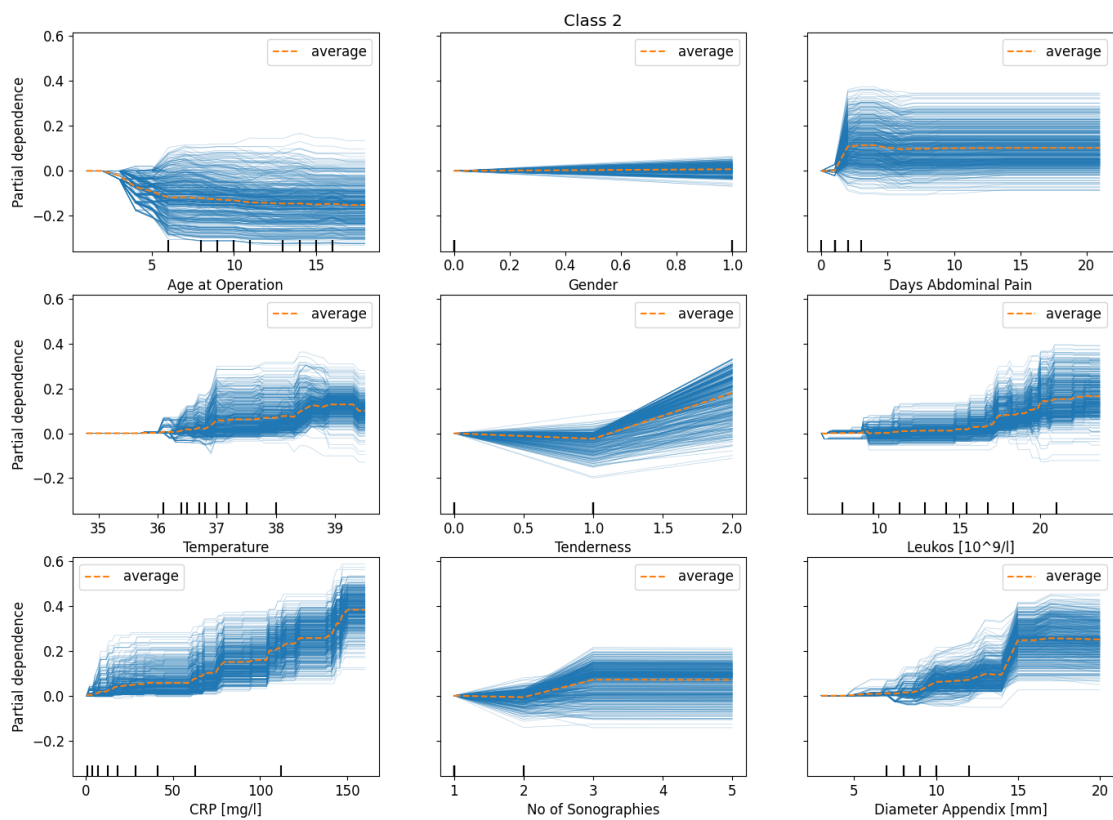 Class 2
0.6
0.4
0.2
0.0
−0.2
Partial dependence
average
5
10
15
Age at Operation
average
0.0
0.2
0.4
0.6
0.8
1.0
Gender
average
0
5
10
15
20
Days Abdominal Pain
0.6
0.4
0.2
0.0
−0.2
Partial dependence
average
35
36
37
38
39
Temperature
average
0.0
0.5
1.0
1.5
2.0
Tenderness
average
10
15
20
Leukos [10^9/l]
0.6
0.4
0.2
0.0
−0.2
Partial dependence
average
0
50
100
150
CRP [mg/l]
average
1
2
3
4
5
No of Sonographies
average
5
10
15
20
Diameter Appendix [mm]